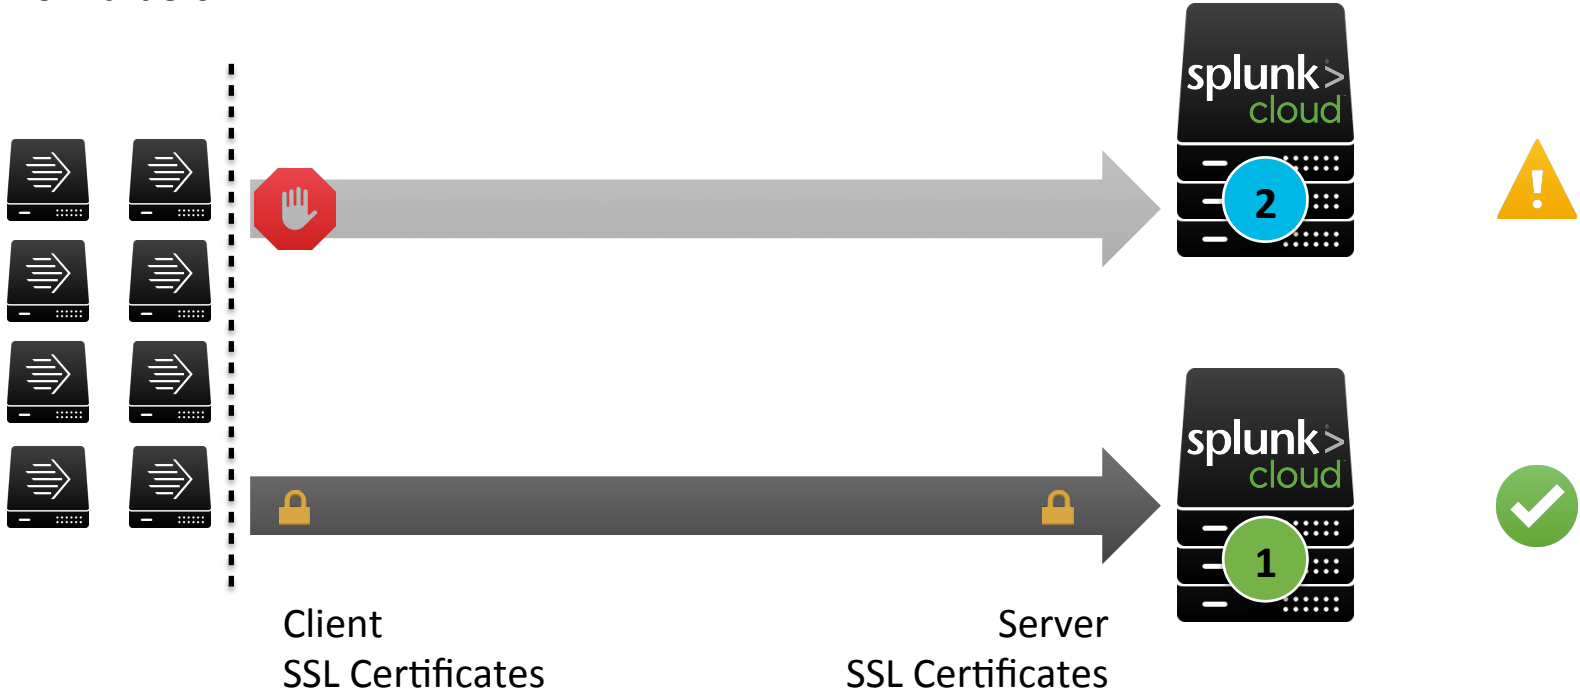 splunk>
cloud
2
splunk>
cloud
1
Client
SSL Certificates
Server
SSL Certificates